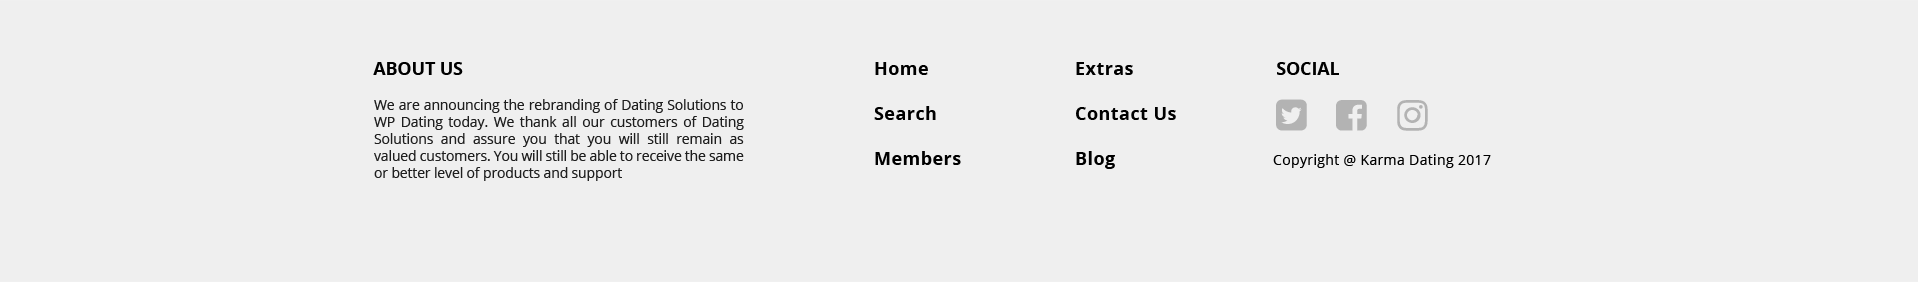 ABOUT US
We are announcing the rebranding of Dating Solutions to
WP Dating today. We thank all our customers of Dating
Solutions and assure you that you will still remain as
valued customers. You will still be able to receive the same
or better level of products and support
Home
Search
Members
Extras
Contact Us
Blog
SOCIAL
Copyright @ Karma Dating 2017